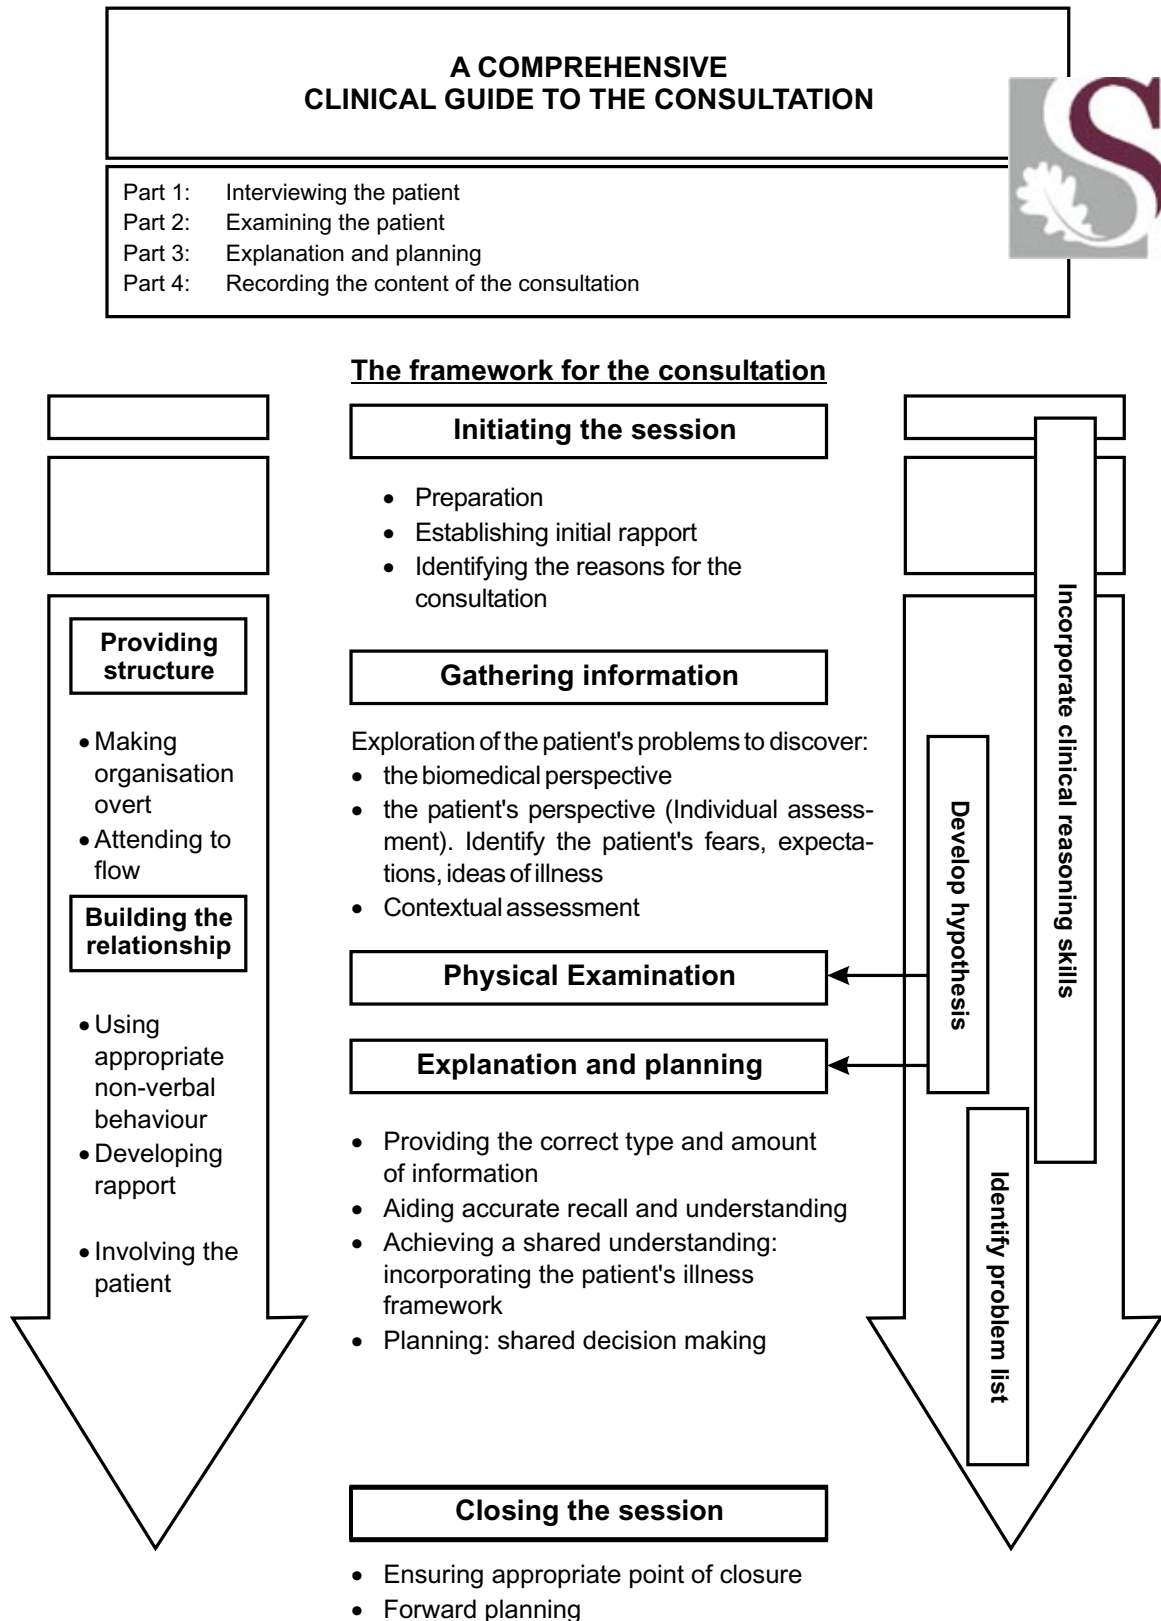 A COMPREHENSIVE
CLINICAL GUIDE TO THE CONSULTATION
Part 1: Interviewing the patient
Part 2: Examining the patient
Part 3: Explanation and planning
Part 4: Recording the content of the consultation
S
The framework for the consultation
Initiating the session
• Preparation
• Establishing initial rapport
• Identifying the reasons for the
consultation
Providing
structure
• Making
organisation
overt
• Attending to
flow
Building the
relationship
• Using
appropriate
non-verbal
behaviour
• Developing
rapport
• Involving the
patient
Gathering information
Exploration of the patient's problems to discover:
• the biomedical perspective
• the patient's perspective (Individual assess-
ment). Identify the patient's fears, expecta-
tions, ideas of illness
• Contextual assessment
Physical Examination
Explanation and planning
• Providing the correct type and amount
of information
• Aiding accurate recall and understanding
• Achieving a shared understanding:
incorporating the patient's illness
framework
• Planning: shared decision making
Closing the session
• Ensuring appropriate point of closure
• Forward planning
Incorporate clinical reasoning skills
Develop hypothesis
Identify problem list